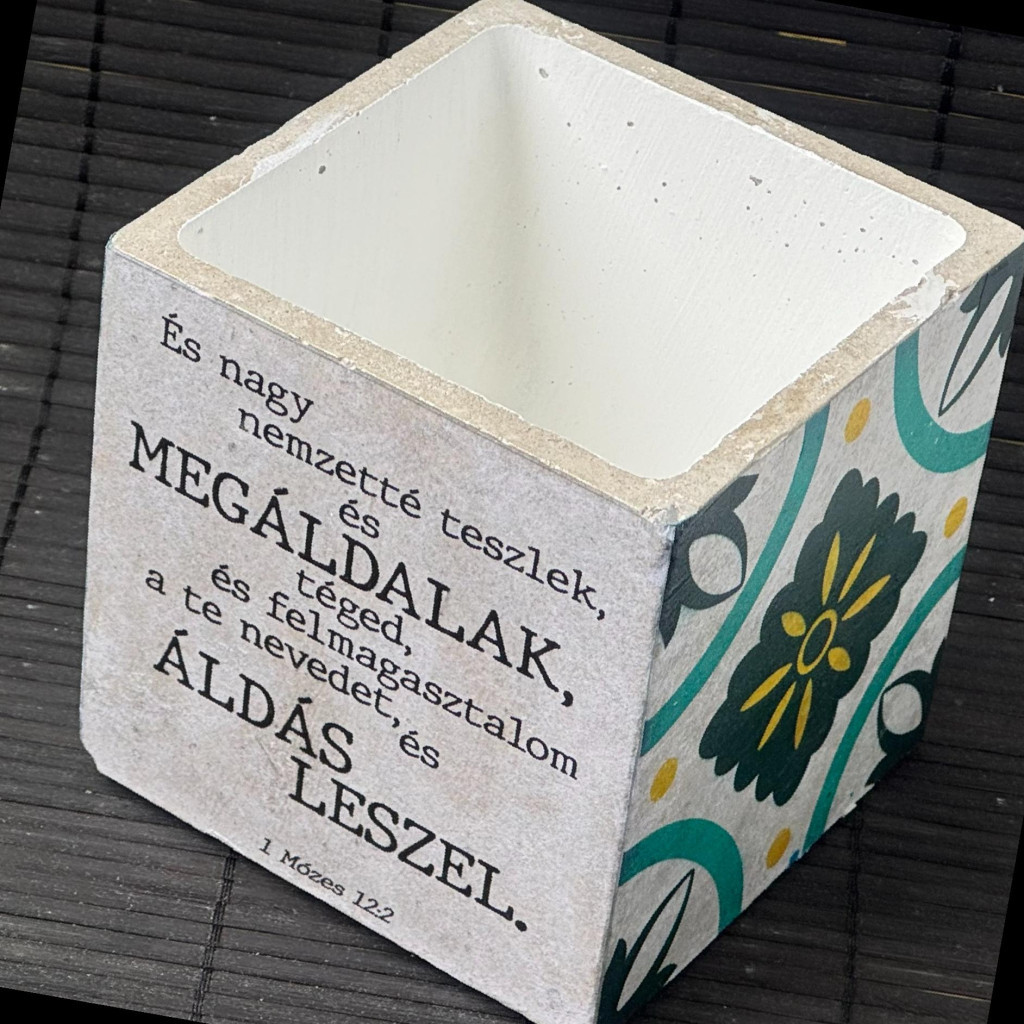 És nagy
nemzetté teszlek,
és
MEGÁLDALAK,
téged,
és felmagasztalom
a te nevedet, és
ÁLDÁS
LESZEL.
1 Mózes 12:2